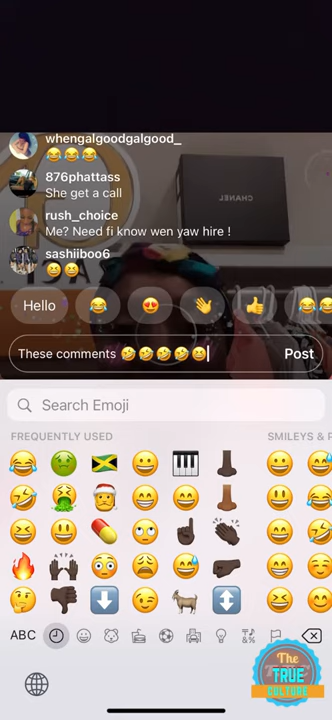 whengalgoodgalgood_
😂😂😂
876phattass
She get a call
rush_choice
Me? Need fi know wen yaw hire !
sashiiboo6
😆😆
CHANEL
Hello
These comments 🤣🤣🤣🤣😆
Post
Search Emoji
FREQUENTLY USED
SMILEYS & P
ABC
The
TRUE
CULTURE